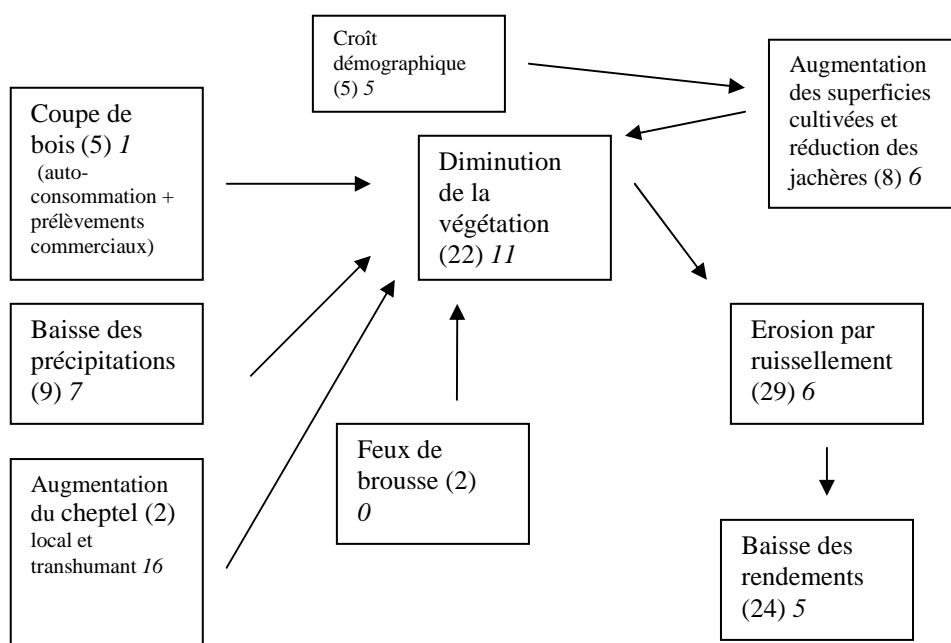 Croît
démographique
(5) 5
Augmentation
des superficies
cultivées et
réduction des
jachères (8) 6
Coupe de
bois (5) 1
(auto-
consommation +
prélèvements
commerciaux)
Diminution
de la
végétation
(22) 11
Baisse des
précipitations
(9) 7
Erosion par
ruissellement
(29) 6
Feux de
brousse (2)
0
Augmentation
du cheptel (2)
local et
transhumant 16
Baisse des
rendements
(24) 5